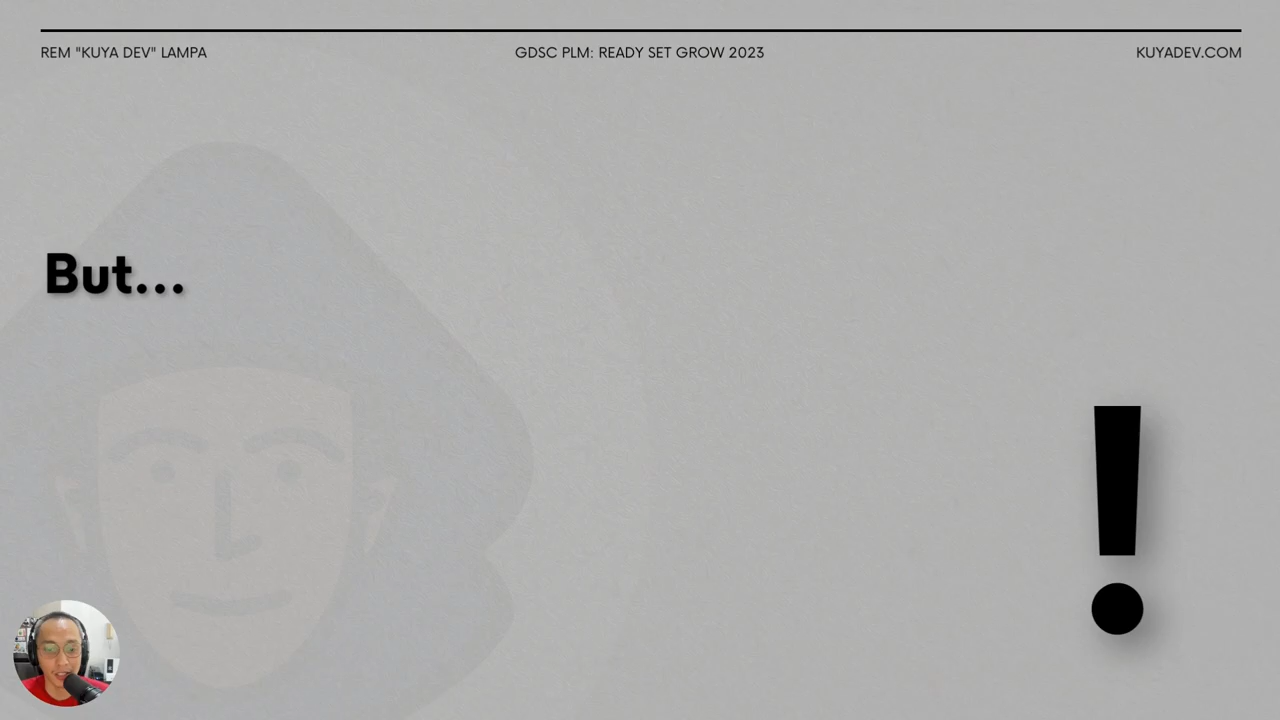 REM "KUYA DEV" LAMPA
GDSC PLM: READY SET GROW 2023
KUYADEV.COM
But...
!